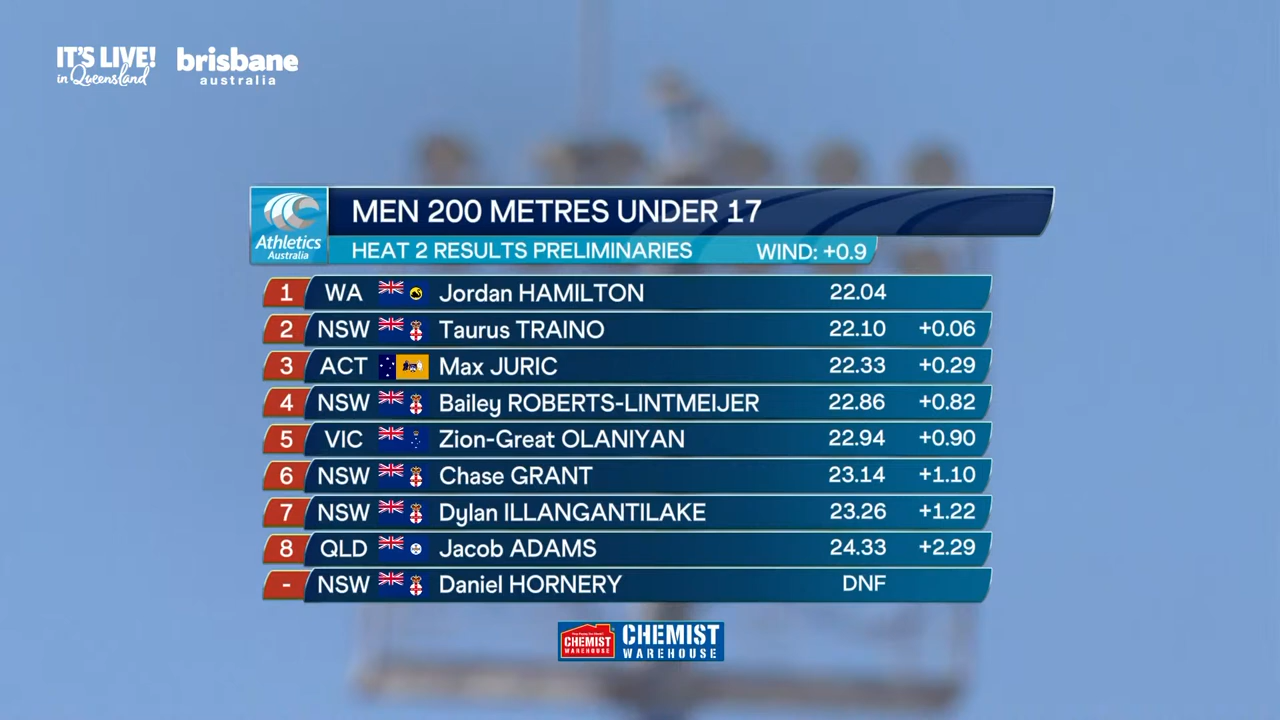 IT'S LIVE!
in Queensland
brisbane
australia
MEN 200 METRES UNDER 17
Athletics
Australia
HEAT 2 RESULTS PRELIMINARIES WIND: +0.9
1 WA Jordan HAMILTON 22.04
2 NSW Taurus TRAINO 22.10 +0.06
3 ACT Max JURIC 22.33 +0.29
4 NSW Bailey ROBERTS-LINTMEIJER 22.86 +0.82
5 VIC Zion-Great OLANIYAN 22.94 +0.90
6 NSW Chase GRANT 23.14 +1.10
7 NSW Dylan ILLANGANTILAKE 23.26 +1.22
8 QLD Jacob ADAMS 24.33 +2.29
- NSW Daniel HORNERY DNF
CHEMIST
WAREHOUSE
CHEMIST
WAREHOUSE